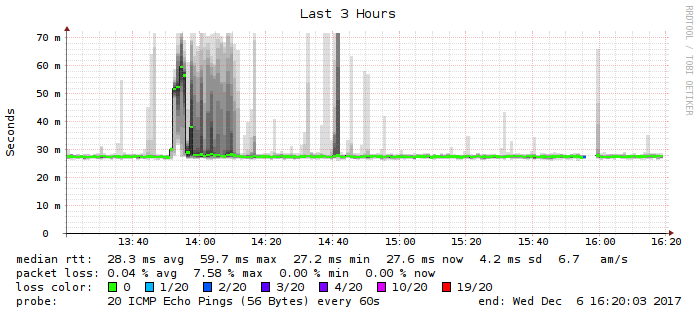 Last 3 Hours
RRDTOOL / TOBI OETIKER
Seconds
70 m
60 m
50 m
40 m
30 m
20 m
10 m
0
13:40 14:00 14:20 14:40 15:00 15:20 15:40 16:00 16:20
median rtt: 28.3 ms avg 59.7 ms max 27.2 ms min 27.6 ms now 4.2 ms sd 6.7 am/s
packet loss: 0.04 % avg 7.58 % max 0.00 % min 0.00 % now
loss color: 0 1/20 2/20 3/20 4/20 10/20 19/20
probe: 20 ICMP Echo Pings (56 Bytes) every 60s end: Wed Dec 6 16:20:03 2017